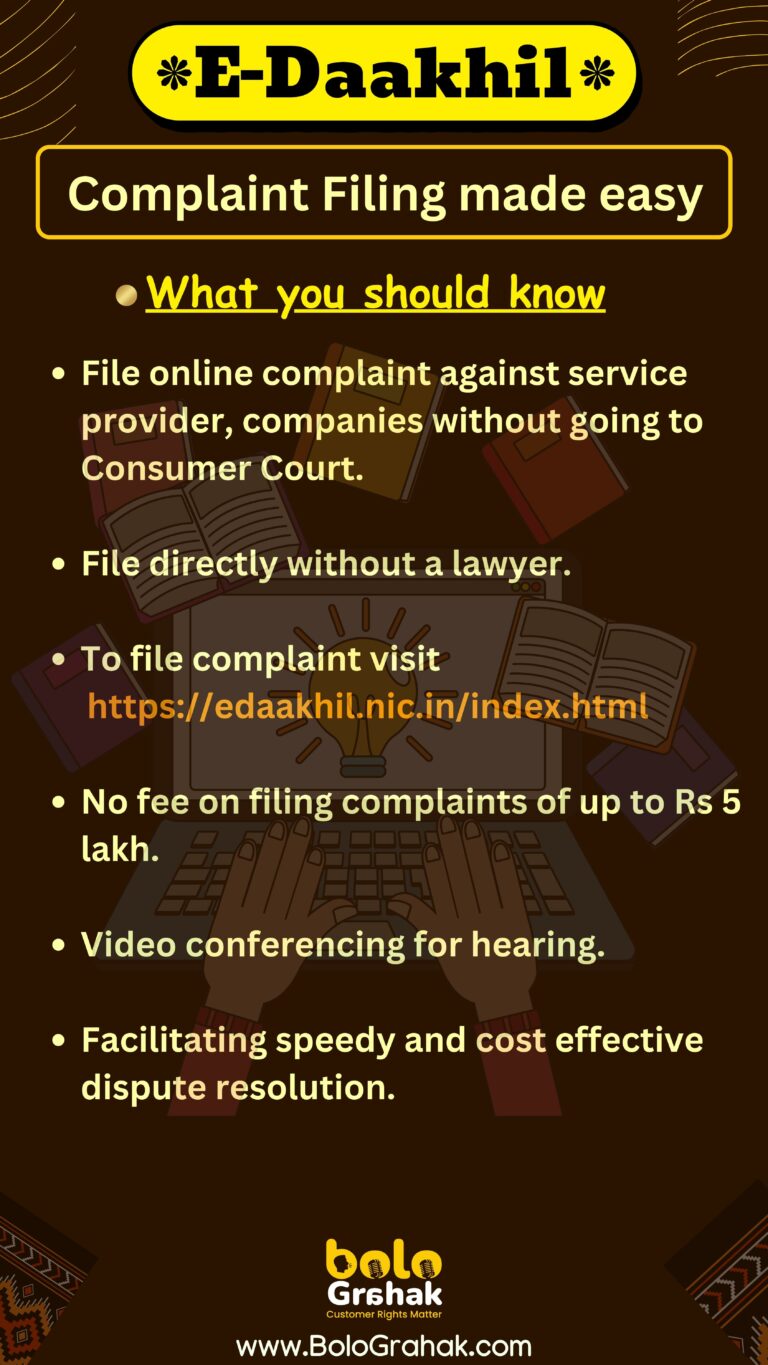 E-Daakhil
Complaint Filing made easy
What you should know
• File online complaint against service
provider, companies without going to
Consumer Court.
• File directly without a lawyer.
• To file complaint visit
https://edaakhil.nic.in/index.html
• No fee on filing complaints of up to Rs 5
lakh.
• Video conferencing for hearing.
• Facilitating speedy and cost effective
dispute resolution.
bolo
Grahak
Customer Rights Matter
www.BoloGrahak.com